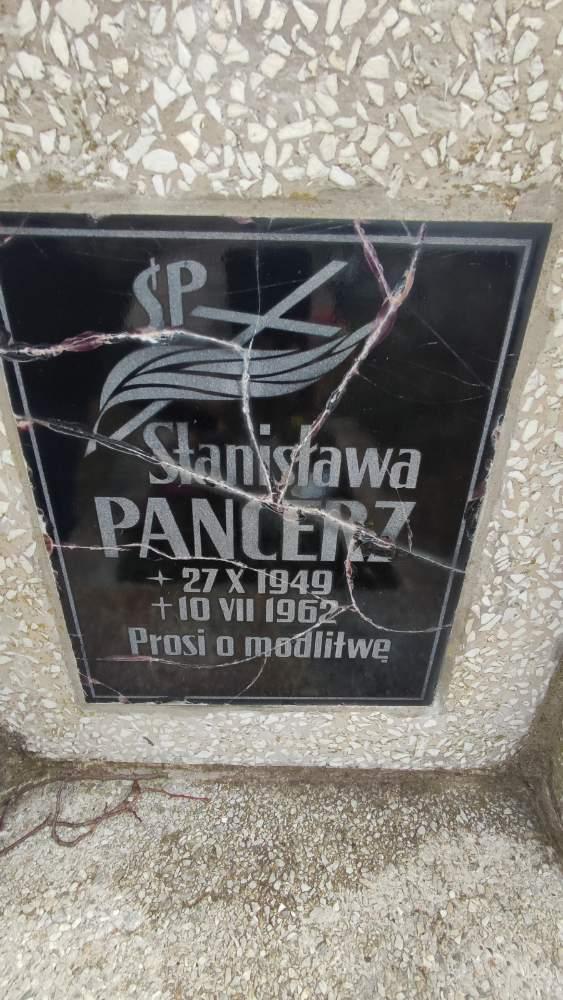 ŚP
Stanisława
PANCERZ
27 X 1949
+ 10 VII 1962
Prosi o modlitwę